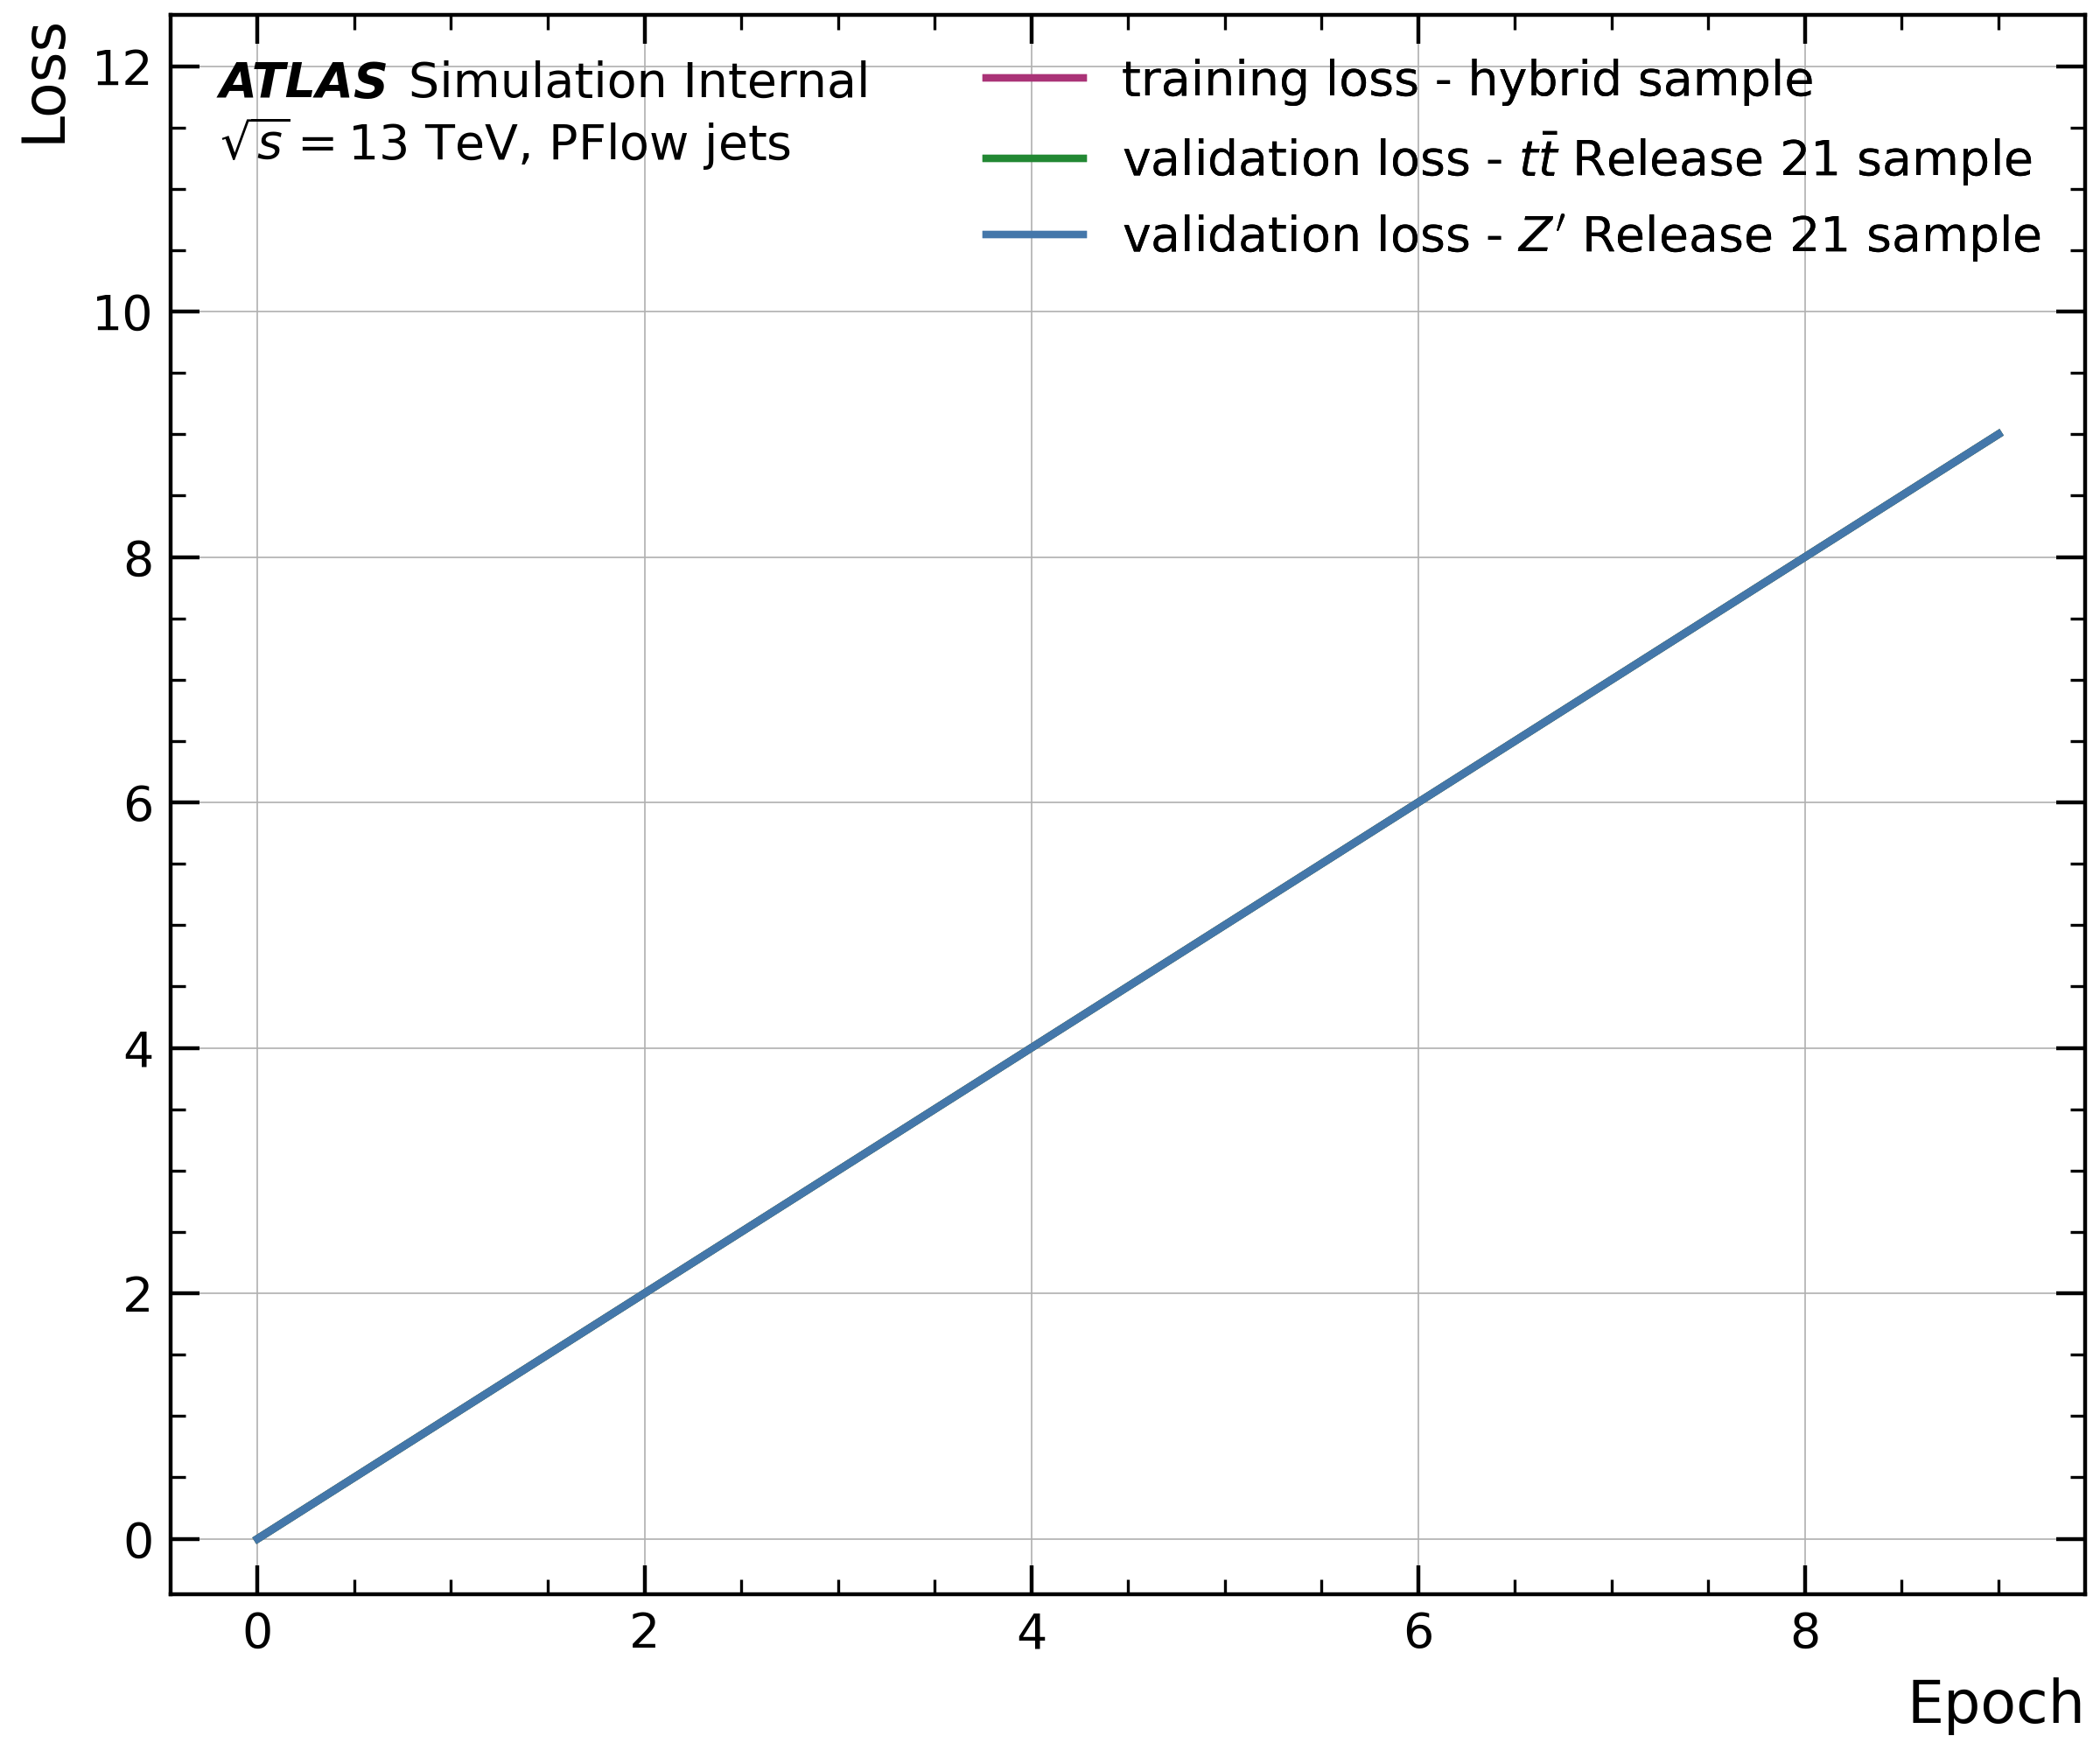 Loss
12
10
8
6
4
2
0
ATLAS Simulation Internal
√s = 13 TeV, PFlow jets
training loss - hybrid sample
validation loss - tt̄ Release 21 sample
validation loss - Z′ Release 21 sample
0 2 4 6 8
Epoch